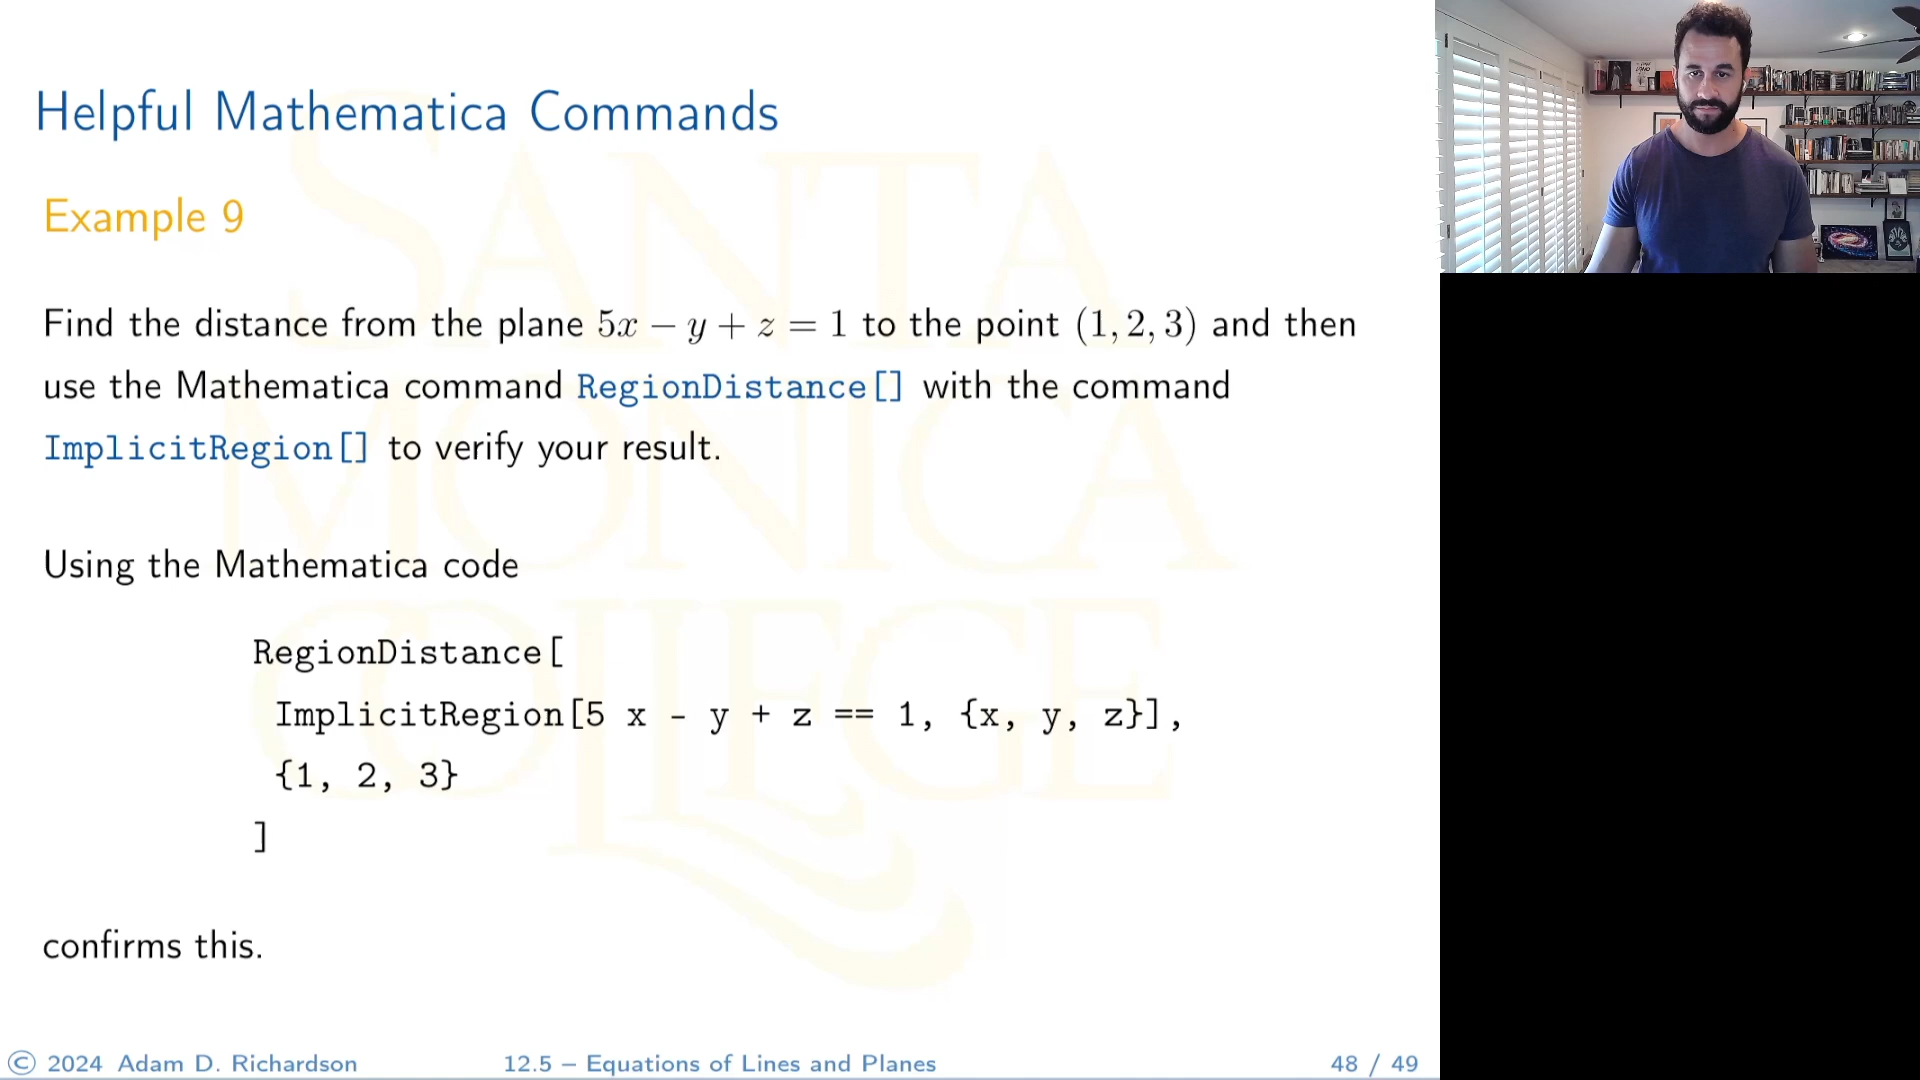 Helpful Mathematica Commands
Example 9
Find the distance from the plane 5x − y + z = 1 to the point (1, 2, 3) and then
use the Mathematica command RegionDistance[] with the command
ImplicitRegion[] to verify your result.
Using the Mathematica code
RegionDistance[
ImplicitRegion[5 x - y + z == 1, {x, y, z}],
{1, 2, 3}
]
confirms this.
SANTA
MONICA
COLLEGE
© 2024 Adam D. Richardson
12.5 – Equations of Lines and Planes
48 / 49